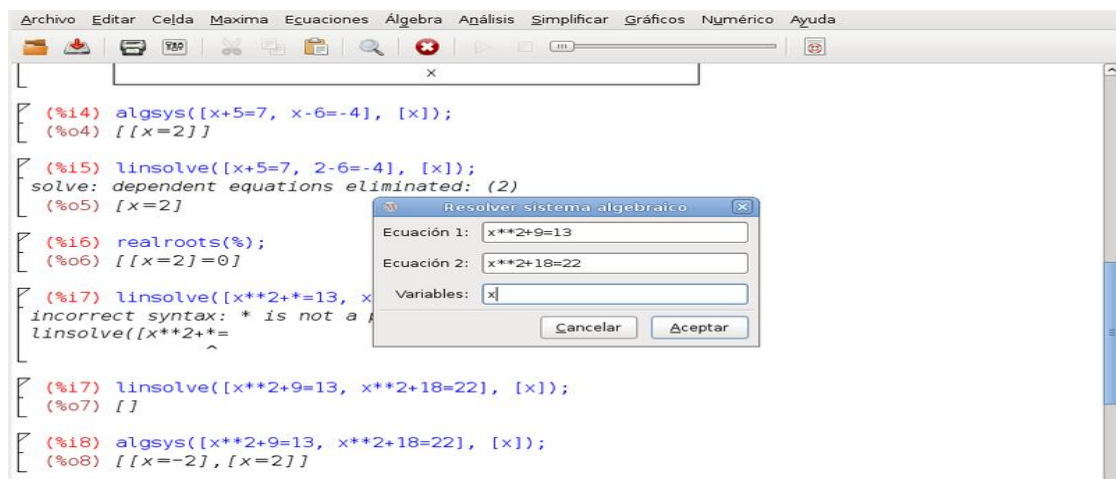 Archivo Editar Celda Maxima Ecuaciones Álgebra Análisis Simplificar Gráficos Numérico Ayuda
x
(%i4) algsys([x+5=7, x-6=-4], [x]);
(%o4) [[x=2]]
(%i5) linsolve([x+5=7, 2-6=-4], [x]);
solve: dependent equations eliminated: (2)
(%o5) [x=2]
(%i6) realroots(%);
(%o6) [[x=2]=0]
(%i7) linsolve([x**2+*=13, x
incorrect syntax: * is not a
linsolve([x**2+*=
^
(%i7) linsolve([x**2+9=13, x**2+18=22], [x]);
(%o7) []
(%i8) algsys([x**2+9=13, x**2+18=22], [x]);
(%o8) [[x=-2],[x=2]]
Resolver sistema algebraico
Ecuación 1: x**2+9=13
Ecuación 2: x**2+18=22
Variables: x
Cancelar Aceptar